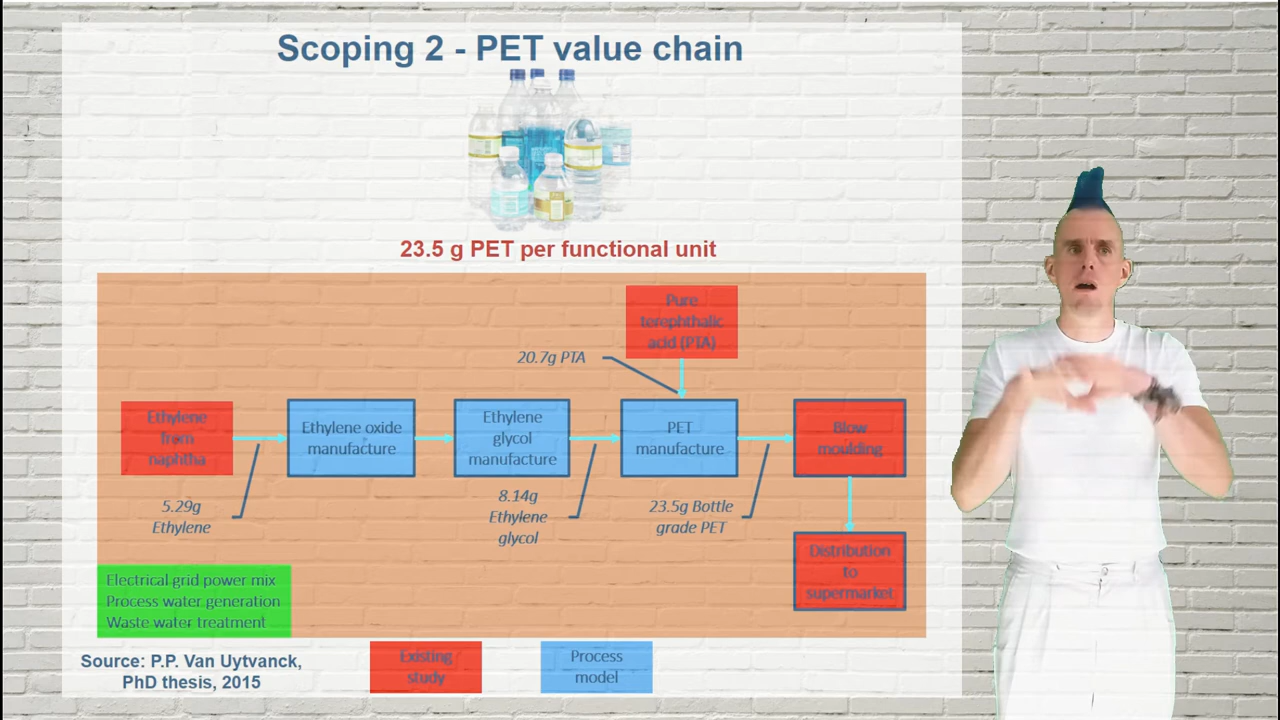 Scoping 2 - PET value chain
23.5 g PET per functional unit
Pure
terephthalic
acid (PTA)
20.7g PTA
Ethylene
from
naphtha
Ethylene oxide
manufacture
Ethylene
glycol
manufacture
PET
manufacture
Blow
moulding
5.29g
Ethylene
8.14g
Ethylene
glycol
23.5g Bottle
grade PET
Distribution
to
supermarket
Electrical grid power mix
Process water generation
Waste water treatment
Source: P.P. Van Uytvanck,
PhD thesis, 2015
Existing
study
Process
model